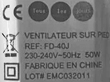 VENTILATEUR SUR PIED
REF: FD-40J
230-240V~50Hz 50W
FABRIQUE EN CHINE
LOT# EMC032011